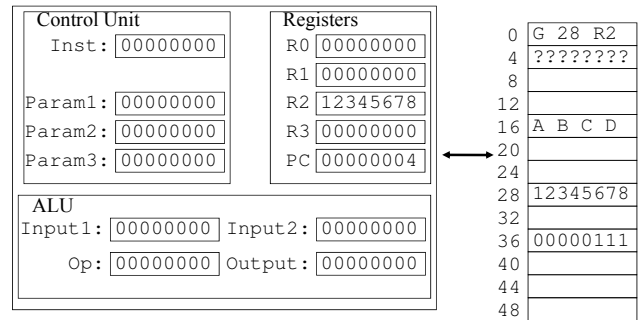 Control Unit
Inst: 00000000
Param1: 00000000
Param2: 00000000
Param3: 00000000
Registers
R0 00000000
R1 00000000
R2 12345678
R3 00000000
PC 00000004
ALU
Input1: 00000000 Input2: 00000000
Op: 00000000 Output: 00000000
0 G 28 R2
4 ????????
8
12
16 A B C D
20
24
28 12345678
32
36 00000111
40
44
48